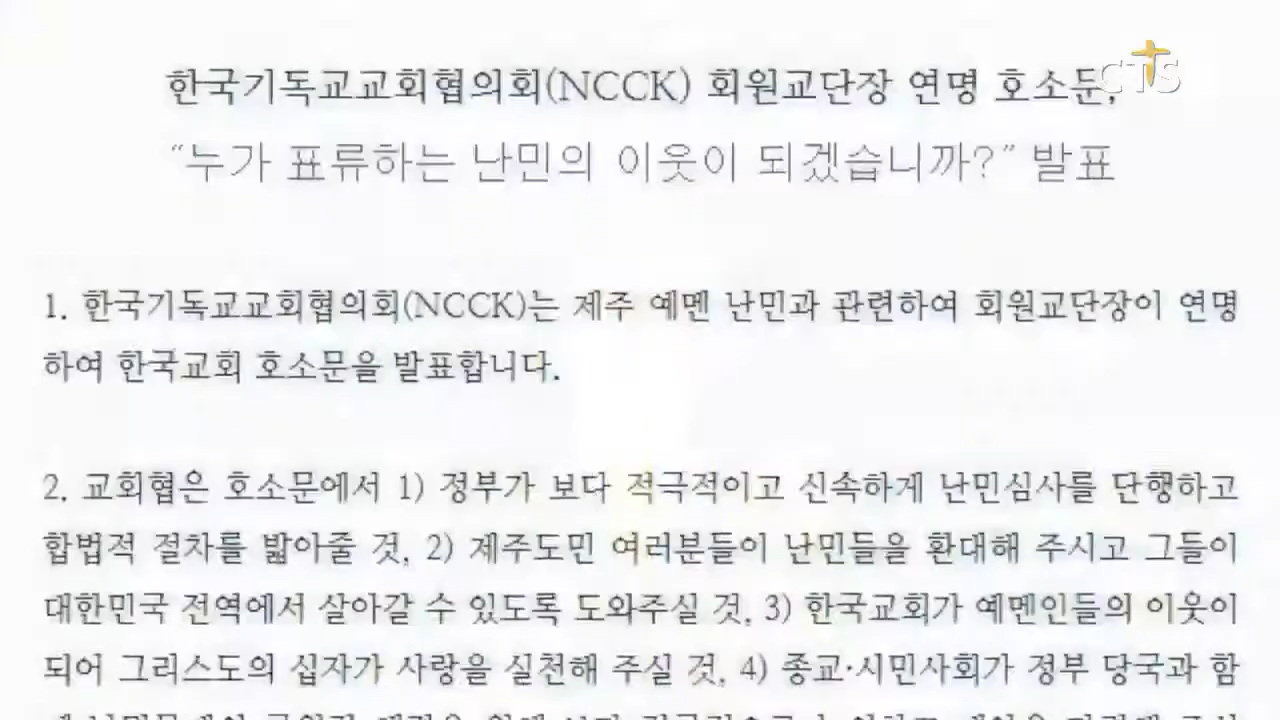 한국기독교교회협의회(NCCK) 회원교단장 연명 호소문,
CTS
“누가 표류하는 난민의 이웃이 되겠습니까?” 발표
1. 한국기독교교회협의회(NCCK)는 제주 예멘 난민과 관련하여 회원교단장이 연명
하여 한국교회 호소문을 발표합니다.
2. 교회협은 호소문에서 1) 정부가 보다 적극적이고 신속하게 난민심사를 단행하고
합법적 절차를 밟아줄 것, 2) 제주도민 여러분들이 난민들을 환대해 주시고 그들이
대한민국 전역에서 살아갈 수 있도록 도와주실 것, 3) 한국교회가 예멘인들의 이웃이
되어 그리스도의 십자가 사랑을 실천해 주실 것, 4) 종교·시민사회가 정부 당국과 함